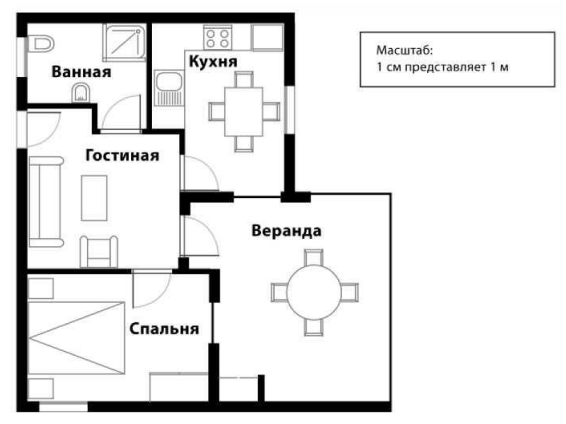 Ванная
Кухня
Масштаб:
1 см представляет 1 м
Гостиная
Веранда
Спальня